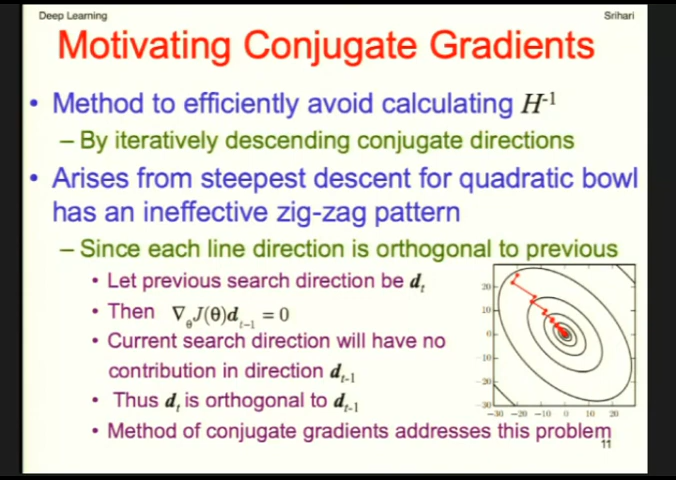 Deep Learning
Srihari
Motivating Conjugate Gradients
• Method to efficiently avoid calculating H⁻¹
– By iteratively descending conjugate directions
• Arises from steepest descent for quadratic bowl
has an ineffective zig-zag pattern
– Since each line direction is orthogonal to previous
• Let previous search direction be dₜ
• Then ∇_θJ(θ)d_{t–1} = 0
• Current search direction will have no
contribution in direction d_{t-1}
• Thus dₜ is orthogonal to d_{t-1}
• Method of conjugate gradients addresses this problem
11
20
10
0
-10
-20
-30
-30 -20 -10 0 10 20